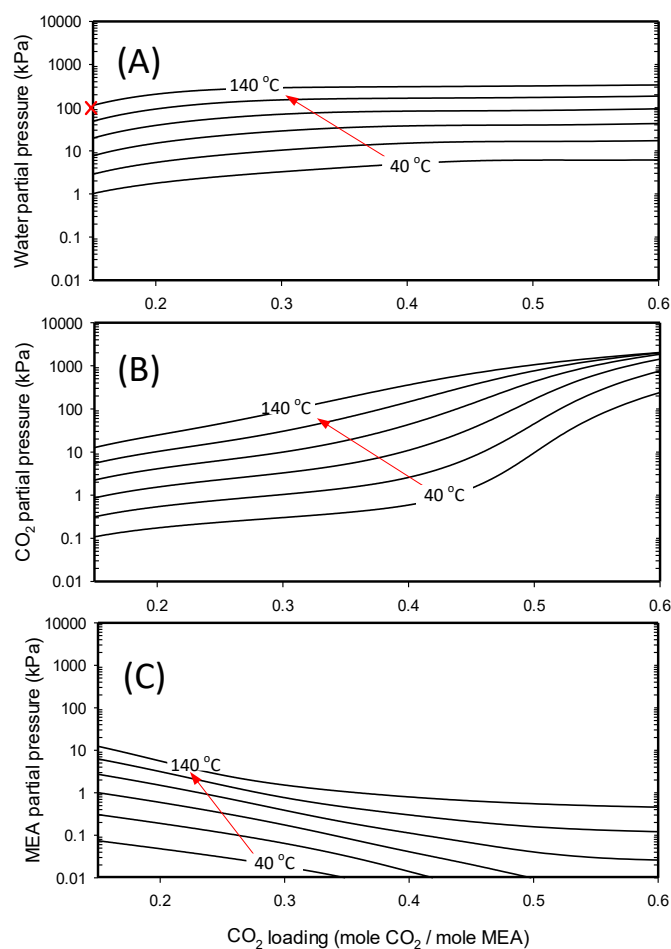 Water partial pressure (kPa)
10000
1000
100
10
1
0.1
0.01
(A)
140 °C
40 °C
0.2
0.3
0.4
0.5
0.6
CO₂ partial pressure (kPa)
10000
1000
100
10
1
0.1
0.01
(B)
140 °C
40 °C
0.2
0.3
0.4
0.5
0.6
MEA partial pressure (kPa)
10000
1000
100
10
1
0.1
0.01
(C)
140 °C
40 °C
0.2
0.3
0.4
0.5
0.6
CO₂ loading (mole CO₂ / mole MEA)